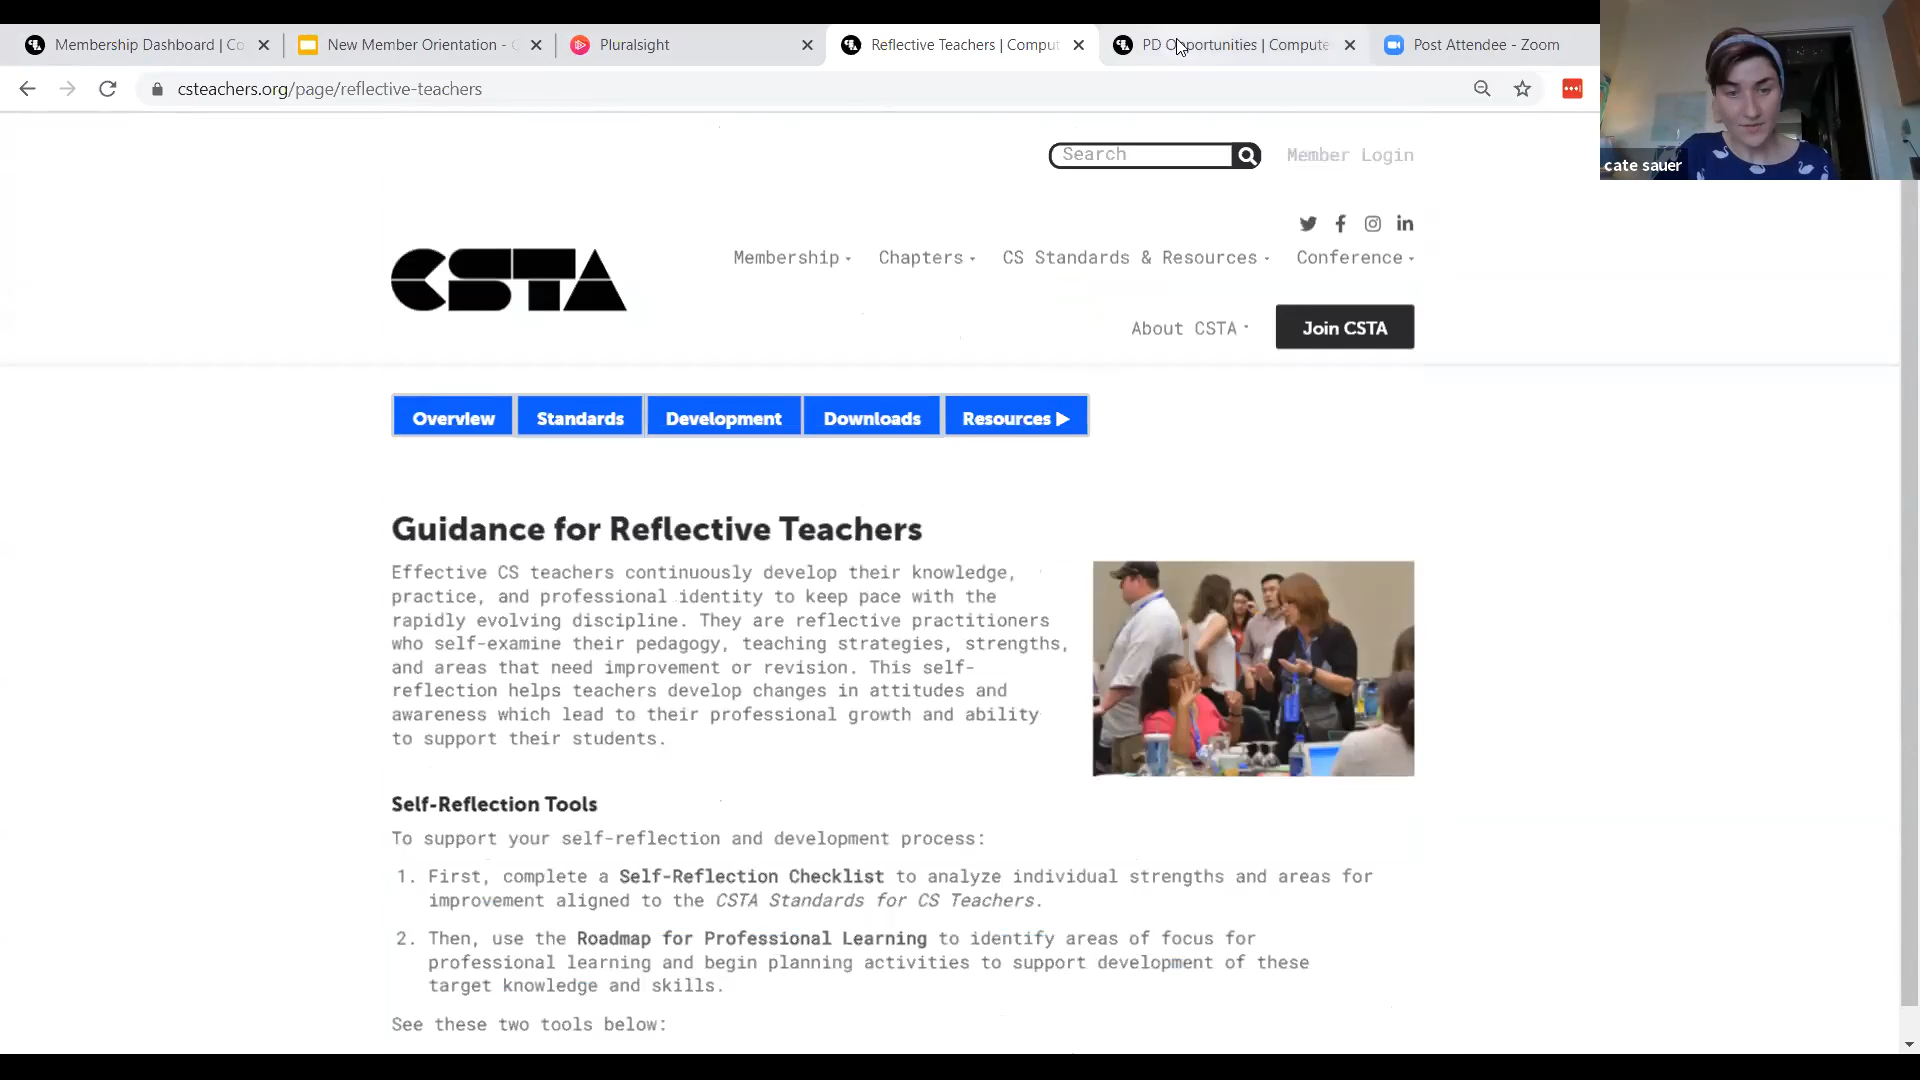 Membership Dashboard | Co
New Member Orientation - C
Pluralsight
Reflective Teachers | Comput
PD Opportunities | Compute
Post Attendee - Zoom
csteachers.org/page/reflective-teachers
cate sauer
Search
Member Login
CSTA
Membership
Chapters
CS Standards & Resources
Conference
About CSTA
Join CSTA
Overview
Standards
Development
Downloads
Resources ▶
Guidance for Reflective Teachers
Effective CS teachers continuously develop their knowledge,
practice, and professional identity to keep pace with the
rapidly evolving discipline. They are reflective practitioners
who self-examine their pedagogy, teaching strategies, strengths,
and areas that need improvement or revision. This self-
reflection helps teachers develop changes in attitudes and
awareness which lead to their professional growth and ability
to support their students.
Self-Reflection Tools
To support your self-reflection and development process:
1. First, complete a Self-Reflection Checklist to analyze individual strengths and areas for
improvement aligned to the CSTA Standards for CS Teachers.
2. Then, use the Roadmap for Professional Learning to identify areas of focus for
professional learning and begin planning activities to support development of these
target knowledge and skills.
See these two tools below: